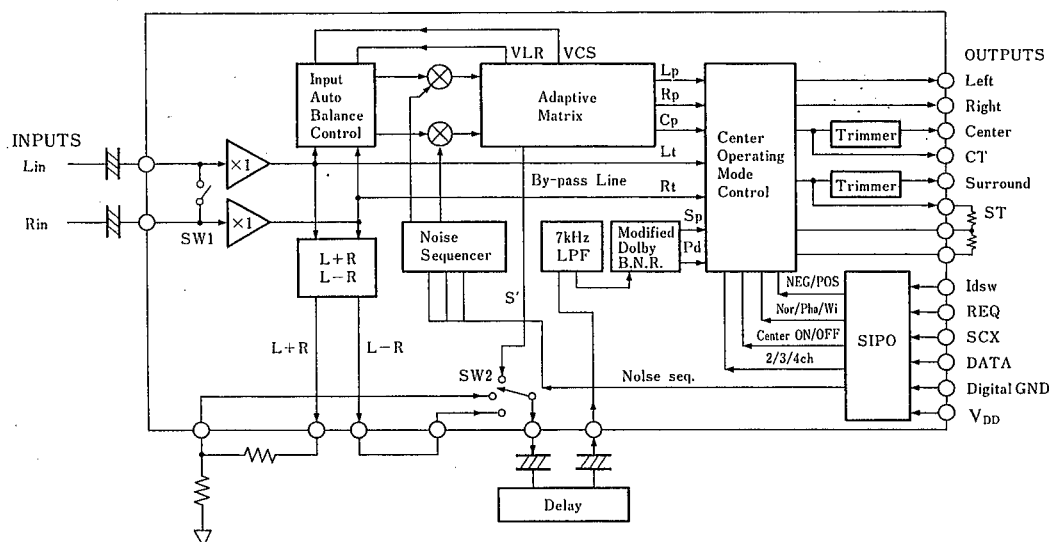 OUTPUTS
VLR
VCS
Left
Lp
Input
Auto
Balance
Control
Adaptive
Matrix
Rp
Right
Cp
Trimmer
Center
INPUTS
Center
Operating
Mode
Control
CT
Lin
×1
Lt
By-pass Line
Trimmer
Surround
Rt
ST
Rin
SW1
×1
Sp
Noise
Sequencer
7kHz
LPF
Modified
Dolby
B.N.R.
Pd
L+R
L−R
NEG/POS
Idsw
S'
Nor/Pha/Wi
REQ
Center ON/OFF
SIPO
SCX
L+R
L−R
2/3/4ch
DATA
SW2
Noise seq.
Digital GND
VDD
Delay